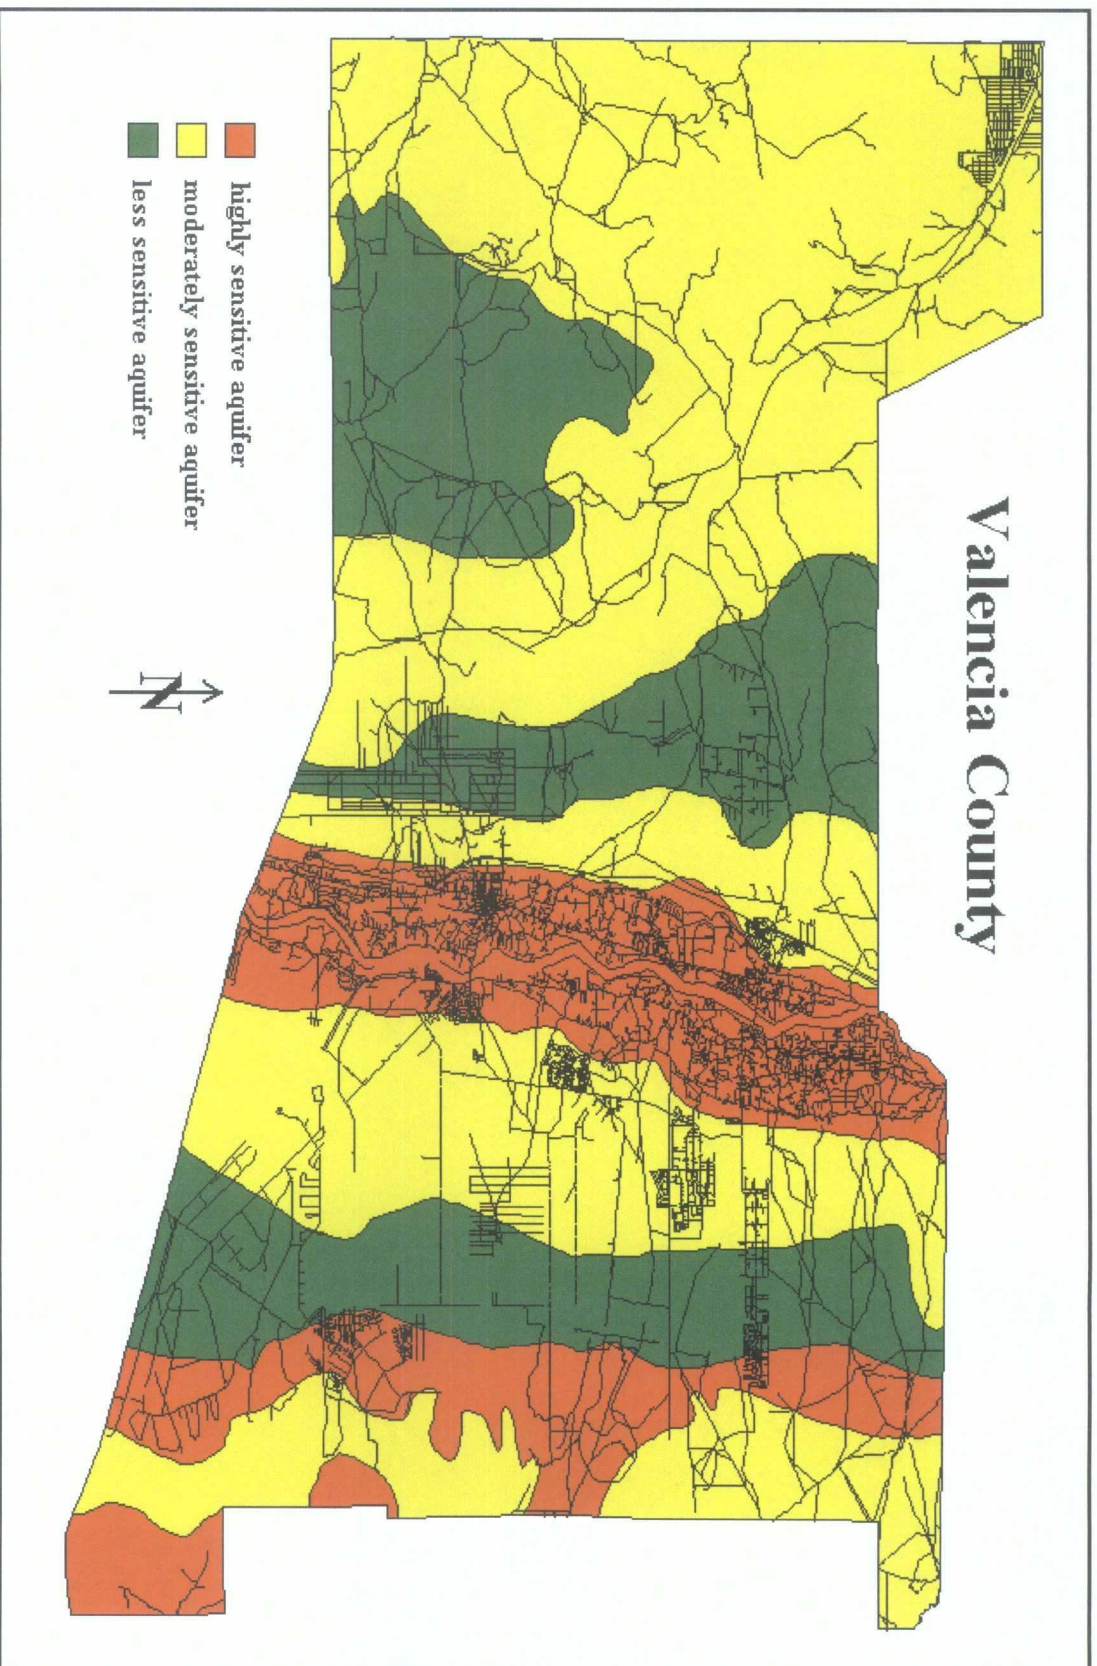 Valencia County
highly sensitive aquifer
moderately sensitive aquifer
less sensitive aquifer
N